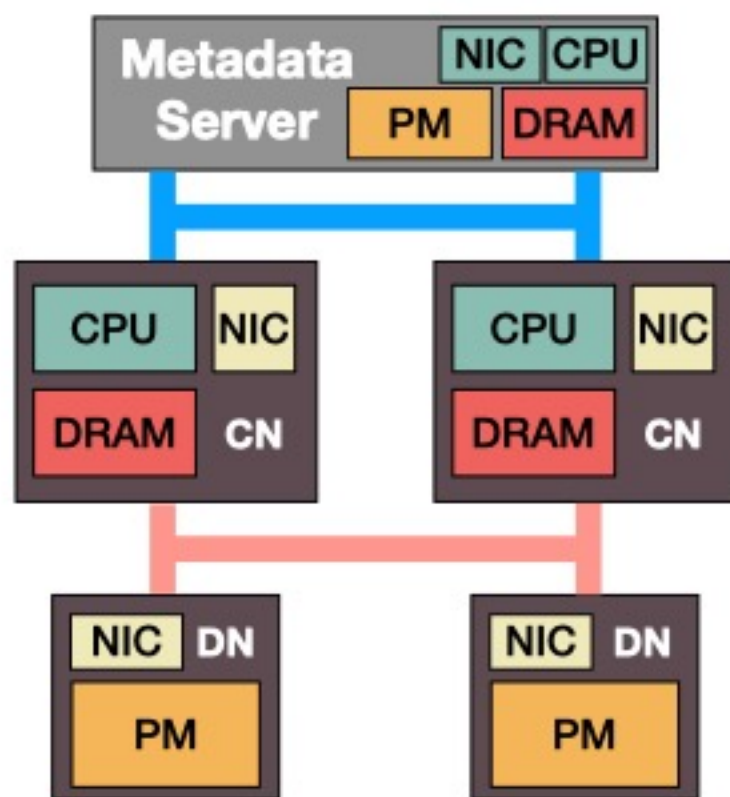 Metadata
Server
NIC CPU
PM DRAM
CPU NIC
DRAM CN
CPU NIC
DRAM CN
NIC DN
PM
NIC DN
PM